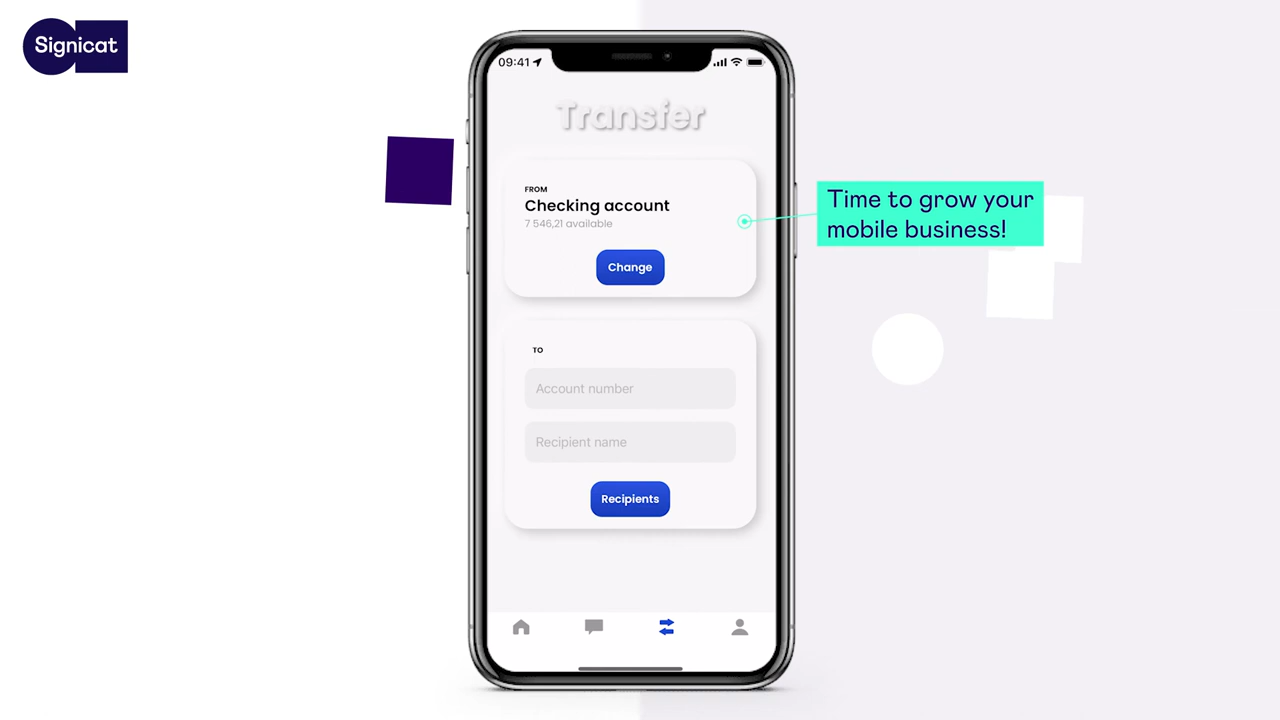 Signicat
09:41
Transfer
FROM
Checking account
7 546,21 available
Change
Time to grow your
mobile business!
TO
Account number
Recipient name
Recipients